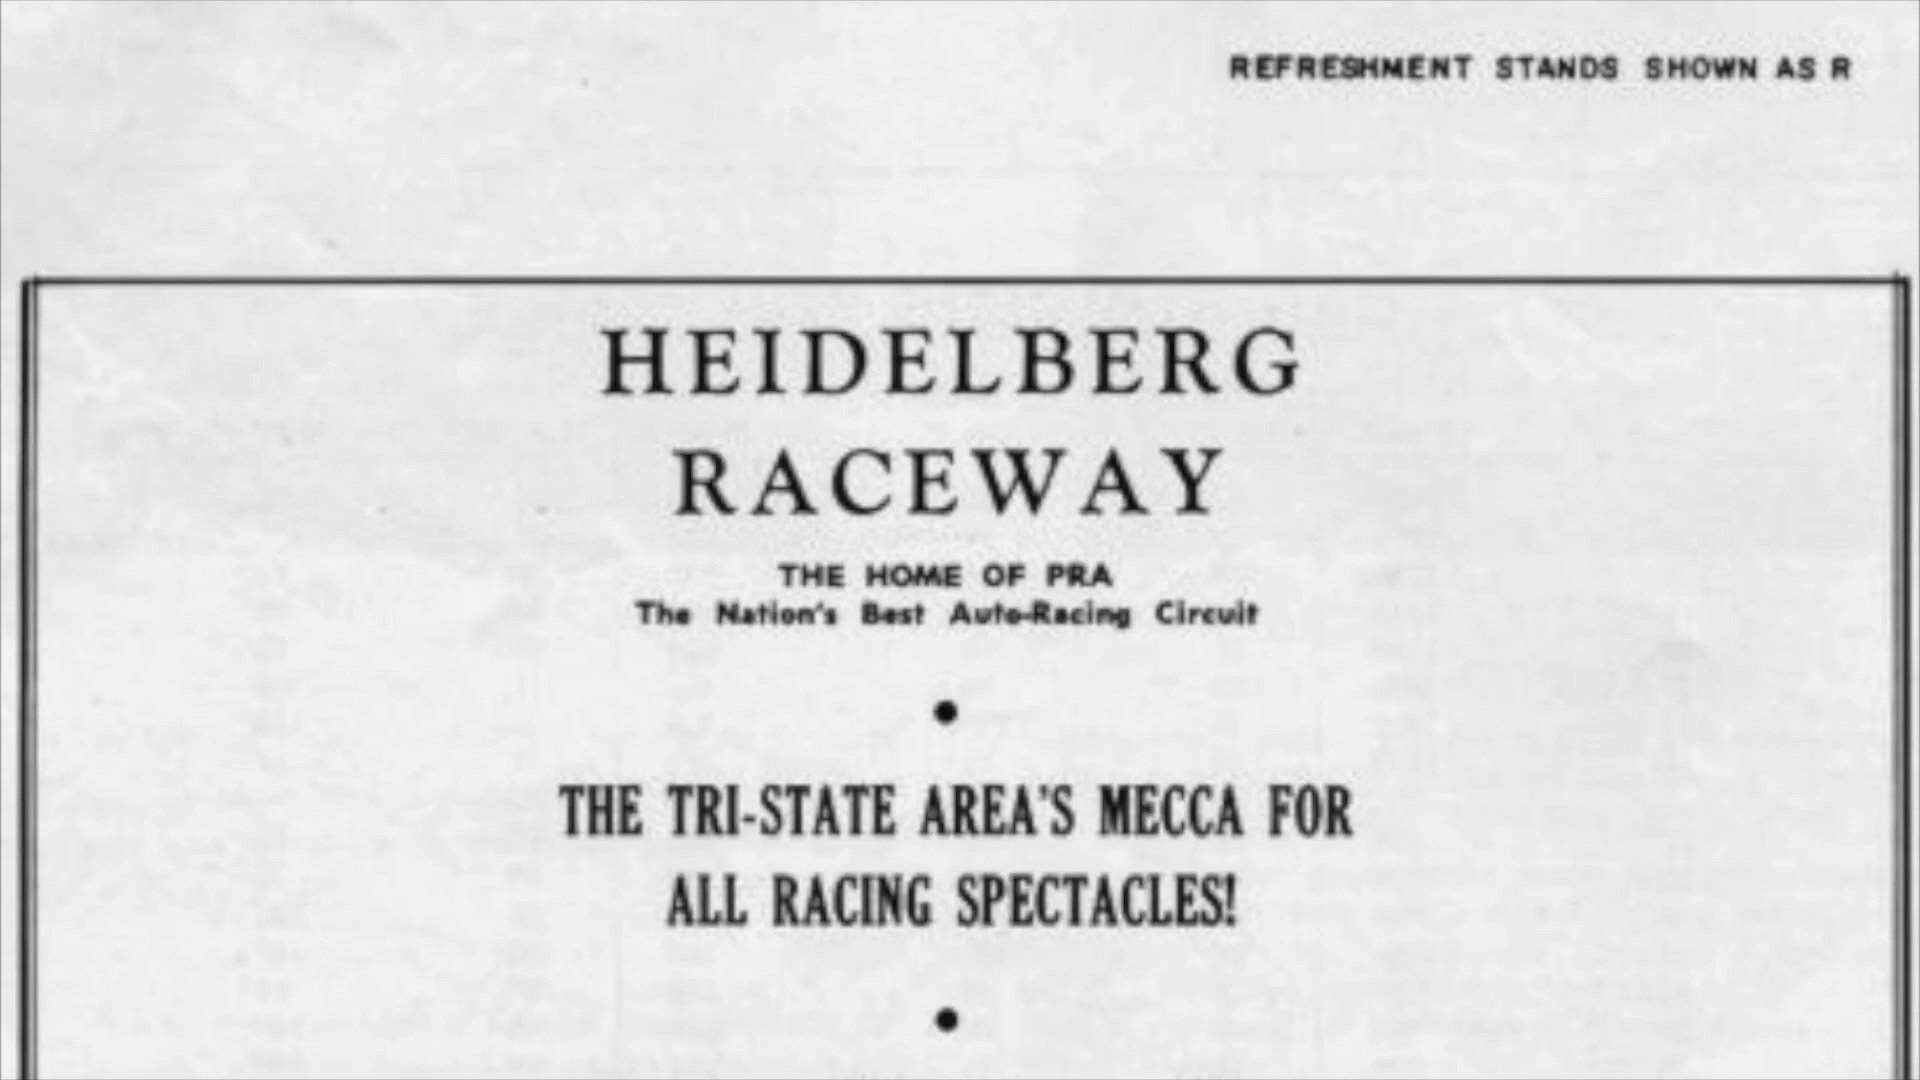 REFRESHMENT STANDS SHOWN AS R
HEIDELBERG
RACEWAY
THE HOME OF PRA
The Nation's Best Auto-Racing Circuit
THE TRI-STATE AREA'S MECCA FOR
ALL RACING SPECTACLES!